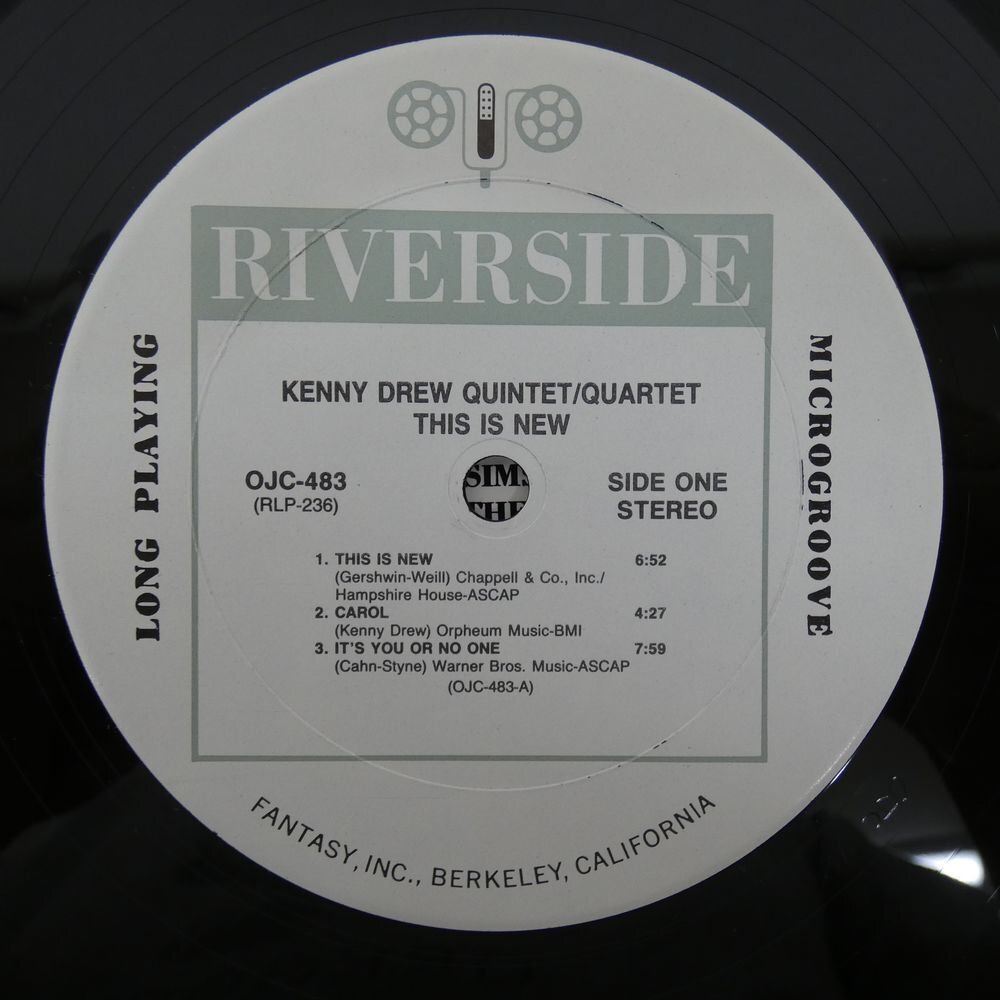 RIVERSIDE
LONG PLAYING
MICROGROOVE
KENNY DREW QUINTET/QUARTET
THIS IS NEW
OJC-483
(RLP-236)
SIDE ONE
STEREO
SIMS
THE
1. THIS IS NEW 6:52
(Gershwin-Weill) Chappell & Co., Inc./
Hampshire House-ASCAP
2. CAROL 4:27
(Kenny Drew) Orpheum Music-BMI
3. IT'S YOU OR NO ONE 7:59
(Cahn-Styne) Warner Bros. Music-ASCAP
(OJC-483-A)
FANTASY, INC., BERKELEY, CALIFORNIA